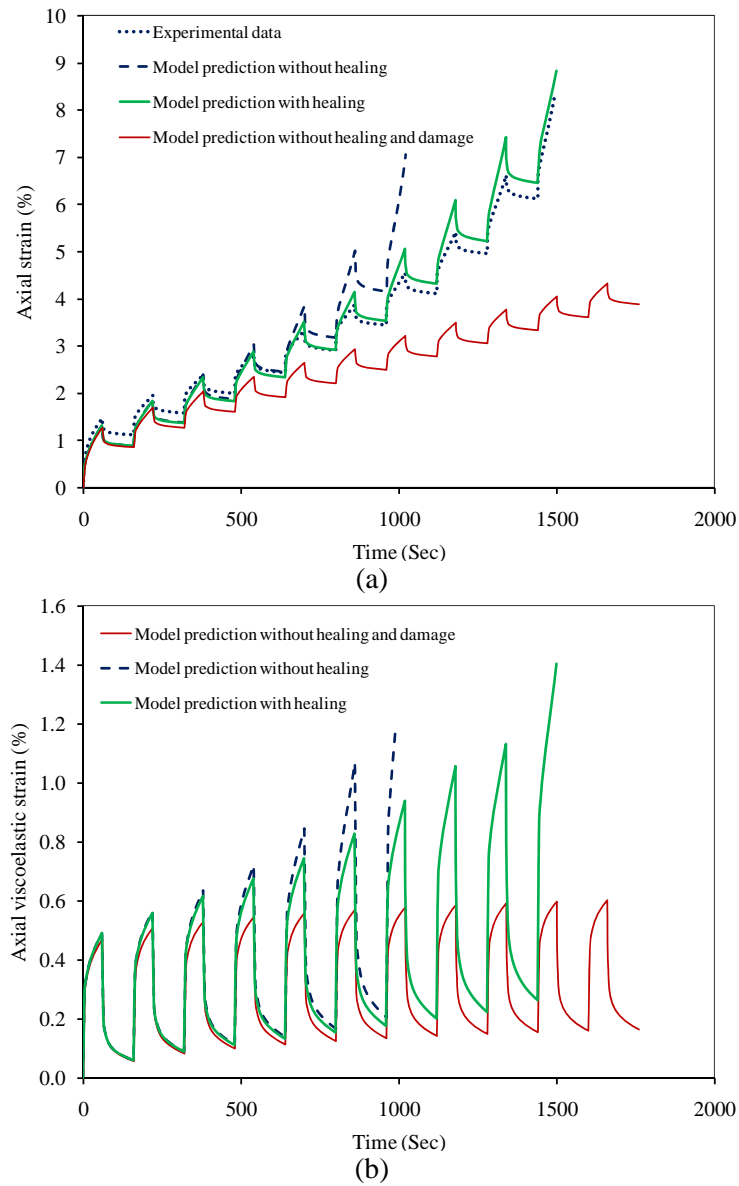 10
9
8
7
6
5
4
3
2
1
0
Axial strain (%)
Experimental data
Model prediction without healing
Model prediction with healing
Model prediction without healing and damage
0
500
1000
1500
2000
Time (Sec)
(a)
1.6
1.4
1.2
1.0
0.8
0.6
0.4
0.2
0.0
Axial viscoelastic strain (%)
Model prediction without healing and damage
Model prediction without healing
Model prediction with healing
0
500
1000
1500
2000
Time (Sec)
(b)